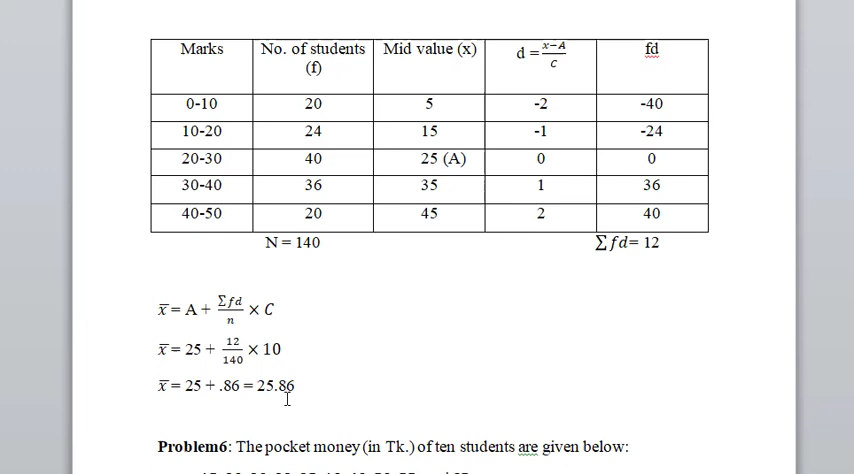 Marks No. of students (f) Mid value (x) d = x−A / C fd
0-10 20 5 -2 -40
10-20 24 15 -1 -24
20-30 40 25 (A) 0 0
30-40 36 35 1 36
40-50 20 45 2 40
N = 140 ∑fd= 12
x̄ = A + ∑fd / n × C
x̄ = 25 + 12 / 140 × 10
x̄ = 25 + .86 = 25.86
Problem6: The pocket money (in Tk.) of ten students are given below: